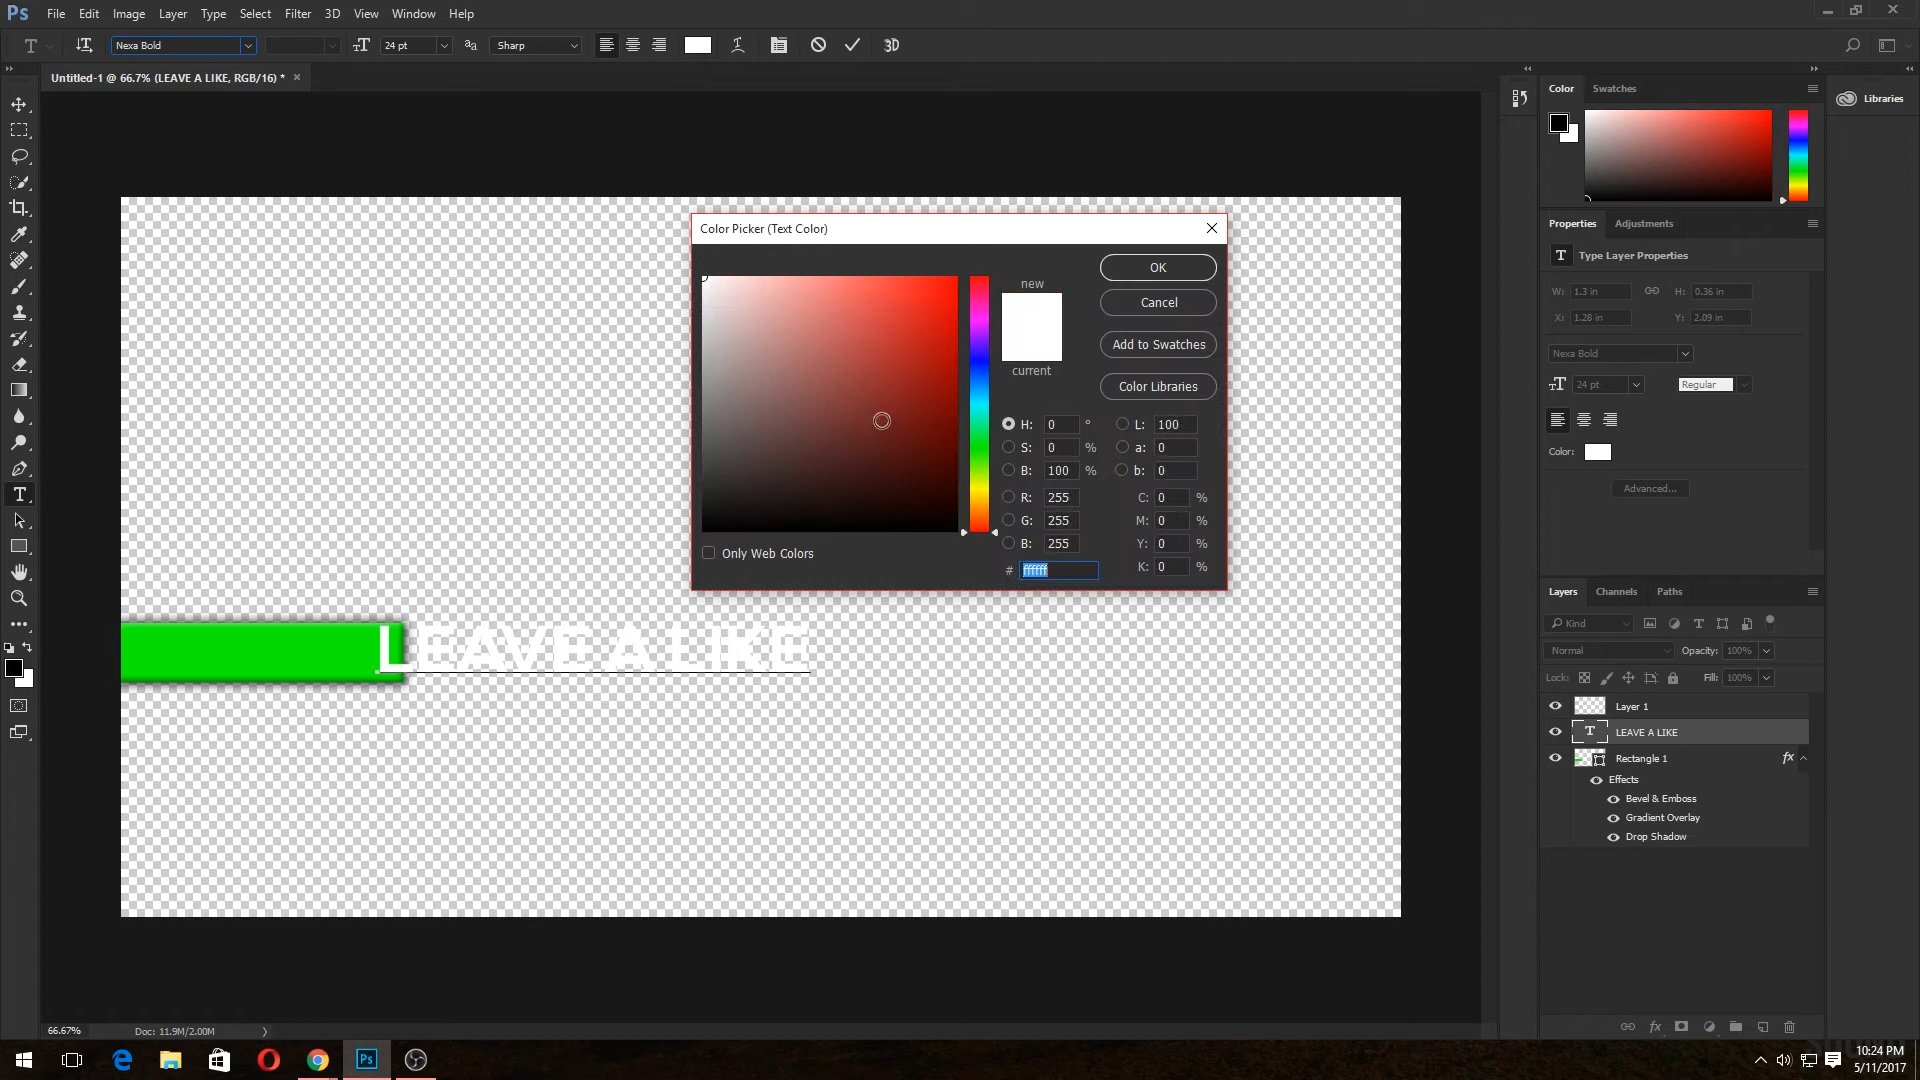 Ps File Edit Image Layer Type Select Filter 3D View Window Help
T Nexa Bold 24 pt Sharp 3D
Untitled-1 @ 66.7% (LEAVE A LIKE, RGB/16) *
Color Swatches
Libraries
Properties Adjustments
T Type Layer Properties
W: 1.3 in H: 0.36 in
X: 1.28 in Y: 2.09 in
Nexa Bold
24 pt Regular
Color:
Advanced...
Color Picker (Text Color)
OK
Cancel
Add to Swatches
Color Libraries
new
current
H: 0 ° L: 100
S: 0 % a: 0
B: 100 % b: 0
R: 255 C: 0 %
G: 255 M: 0 %
B: 255 Y: 0 %
# ffffff K: 0 %
Only Web Colors
LEAVE A LIKE
Layers Channels Paths
Kind
Normal Opacity: 100%
Lock: Fill: 100%
Layer 1
T LEAVE A LIKE
Rectangle 1 fx
Effects
Bevel & Emboss
Gradient Overlay
Drop Shadow
66.67% Doc: 11.9M/2.00M
Ps
10:24 PM
5/11/2017